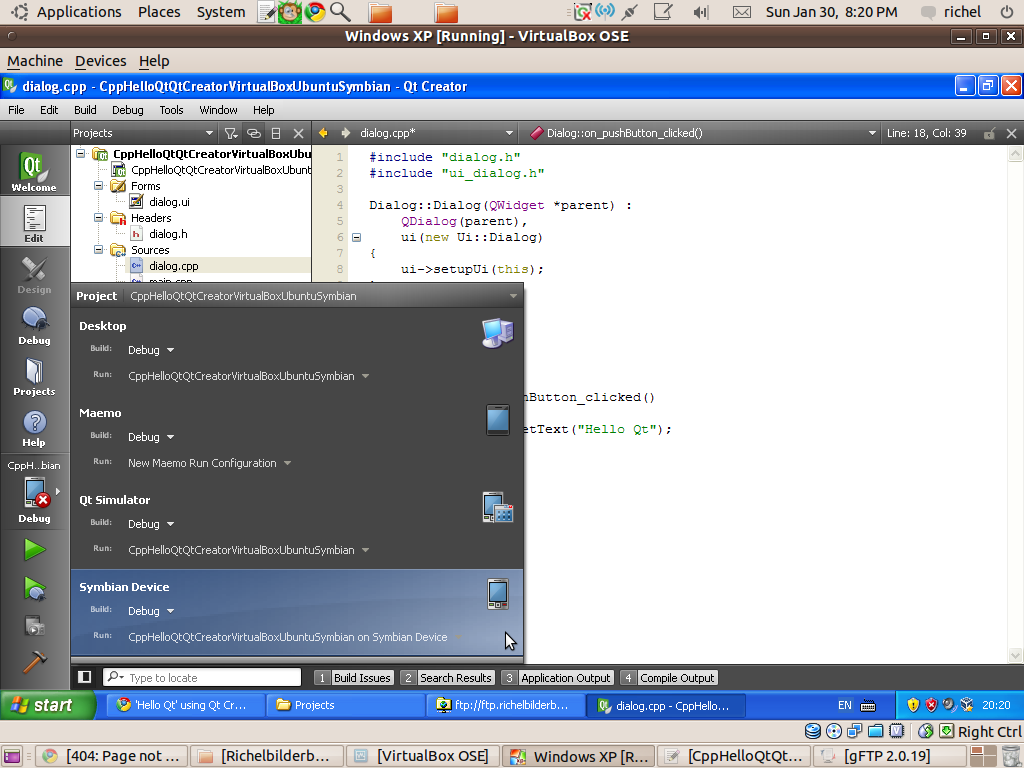 Applications Places System Sun Jan 30, 8:20 PM richel
Windows XP [Running] - VirtualBox OSE
Machine Devices Help
dialog.cpp - CppHelloQtQtCreatorVirtualBoxUbuntuSymbian - Qt Creator
File Edit Build Debug Tools Window Help
Projects dialog.cpp* Dialog::on_pushButton_clicked() Line: 18, Col: 39
Welcome
Edit
Design
Debug
Projects
Help
CppH...bian
Debug
CppHelloQtQtCreatorVirtualBoxUbu
CppHelloQtQtCreatorVirtualBoxUbunt
Forms
dialog.ui
Headers
dialog.h
Sources
dialog.cpp
main.cpp
1 #include "dialog.h"
2 #include "ui_dialog.h"
3
4 Dialog::Dialog(QWidget *parent) :
5 QDialog(parent),
6 ui(new Ui::Dialog)
7 {
8 ui->setupUi(this);
Button_clicked()
etText("Hello Qt");
Project CppHelloQtQtCreatorVirtualBoxUbuntuSymbian
Desktop
Build: Debug
Run: CppHelloQtQtCreatorVirtualBoxUbuntuSymbian
Maemo
Build: Debug
Run: New Maemo Run Configuration
Qt Simulator
Build: Debug
Run: CppHelloQtQtCreatorVirtualBoxUbuntuSymbian
Symbian Device
Build: Debug
Run: CppHelloQtQtCreatorVirtualBoxUbuntuSymbian on Symbian Device
Type to locate 1 Build Issues 2 Search Results 3 Application Output 4 Compile Output
start 'Hello Qt' using Qt Cr... Projects ftp://ftp.richelbilderb... dialog.cpp - CppHello... EN 20:20
Right Ctrl
[404: Page not ... [Richelbilderb... [VirtualBox OSE] Windows XP [R... [CppHelloQtQt... [gFTP 2.0.19]